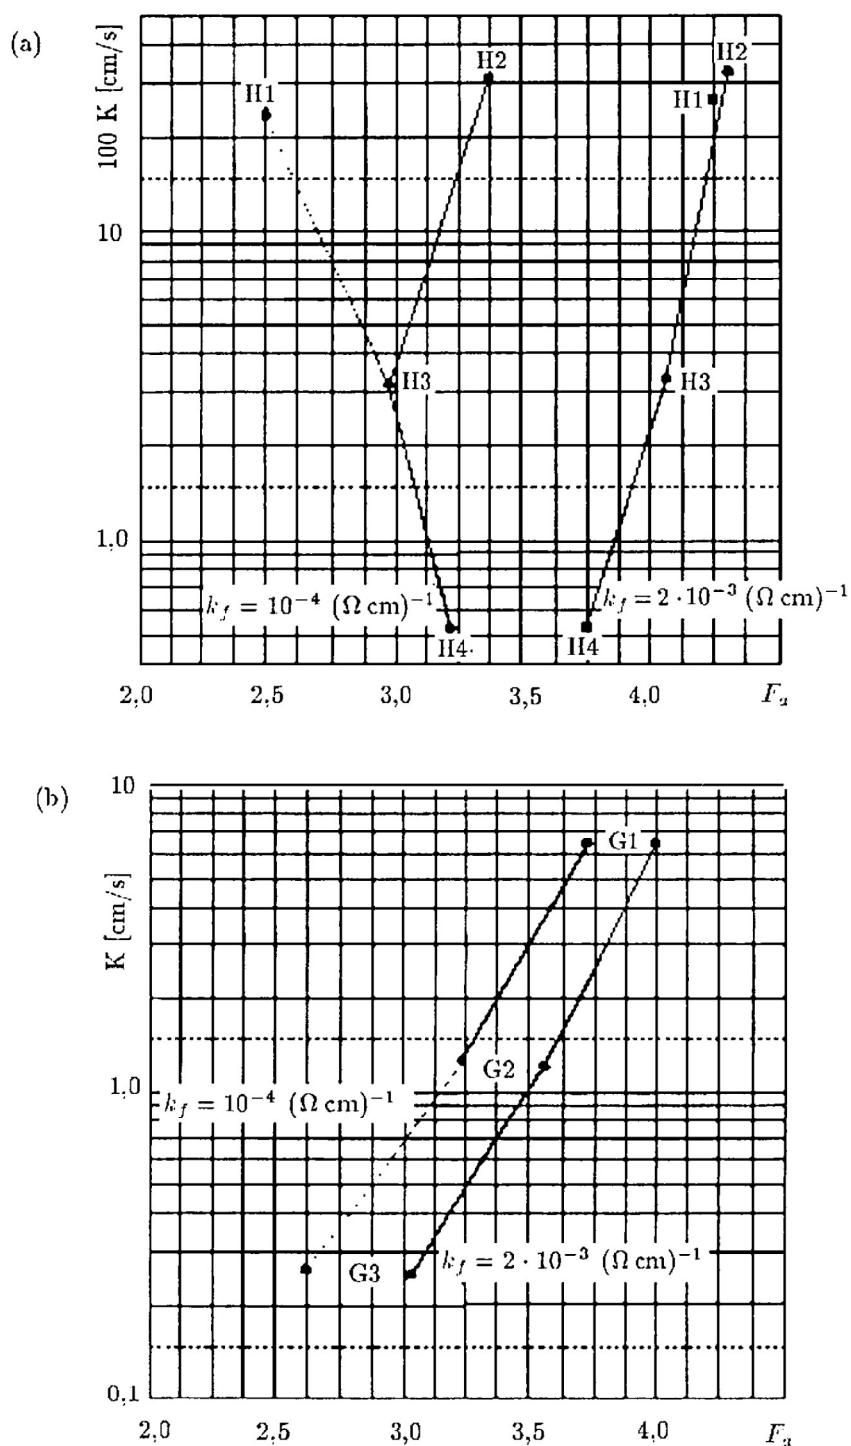 (a)
100 K [cm/s]
H2
H2
H1
H1
10
H3
H3
1,0
k_f = 10⁻⁴ (Ω cm)⁻¹
k_f = 2 · 10⁻³ (Ω cm)⁻¹
H4.
H4
2,0 2,5 3,0 3,5 4,0 F_a
(b)
K [cm/s]
10
G1
G2
1,0
k_f = 10⁻⁴ (Ω cm)⁻¹
G3
k_f = 2 · 10⁻³ (Ω cm)⁻¹
0,1
2,0 2,5 3,0 3,5 4,0 F_a